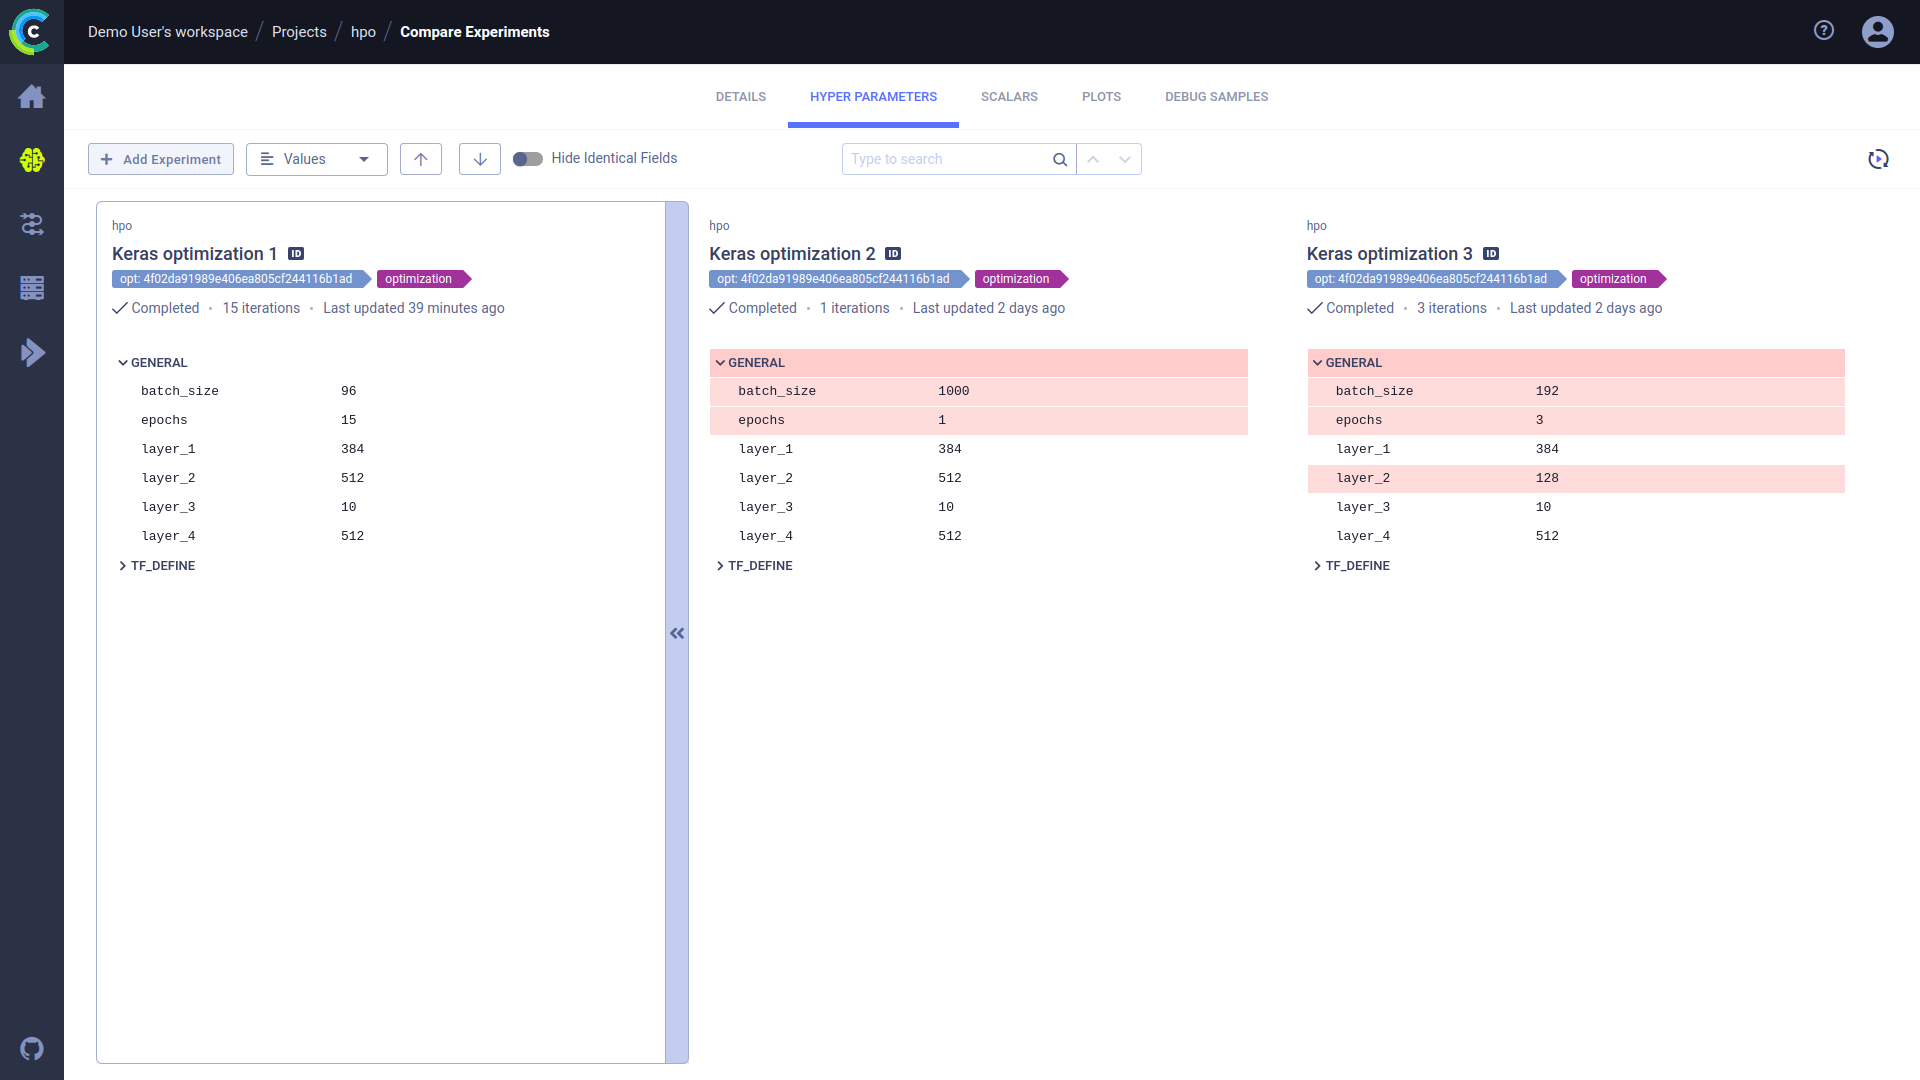 Demo User's workspace / Projects / hpo / Compare Experiments
DETAILS HYPER PARAMETERS SCALARS PLOTS DEBUG SAMPLES
Add Experiment Values Hide Identical Fields Type to search
hpo
Keras optimization 1 ID
opt: 4f02da91989e406ea805cf244116b1ad optimization
Completed • 15 iterations • Last updated 39 minutes ago
GENERAL
batch_size 96
epochs 15
layer_1 384
layer_2 512
layer_3 10
layer_4 512
TF_DEFINE
hpo
Keras optimization 2 ID
opt: 4f02da91989e406ea805cf244116b1ad optimization
Completed • 1 iterations • Last updated 2 days ago
GENERAL
batch_size 1000
epochs 1
layer_1 384
layer_2 512
layer_3 10
layer_4 512
TF_DEFINE
hpo
Keras optimization 3 ID
opt: 4f02da91989e406ea805cf244116b1ad optimization
Completed • 3 iterations • Last updated 2 days ago
GENERAL
batch_size 192
epochs 3
layer_1 384
layer_2 128
layer_3 10
layer_4 512
TF_DEFINE